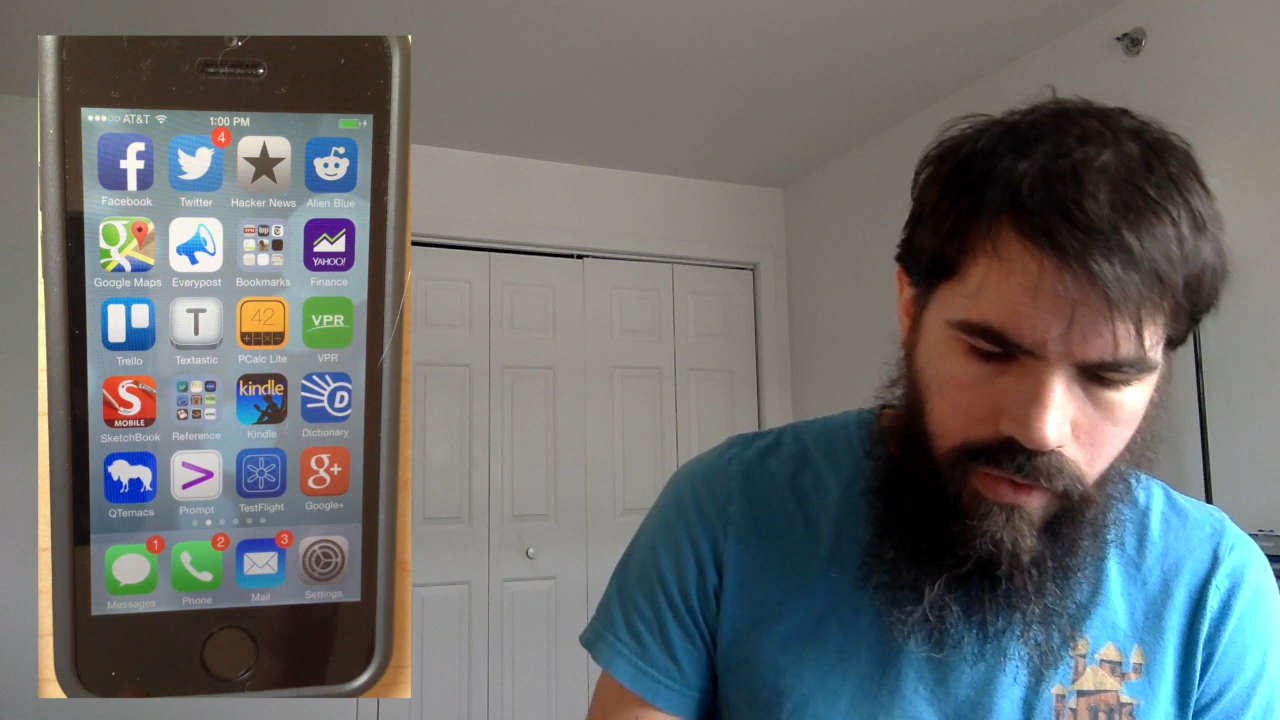 AT&T 1:00 PM
4
Facebook Twitter Hacker News Alien Blue
YAHOO!
Google Maps Everypost Bookmarks Finance
T 42 VPR
Trello Textastic PCalc Lite VPR
S MOBILE kindle D
SketchBook Reference Kindle Dictionary
g+
QTemacs Prompt TestFlight Google+
1 2 3
Messages Phone Mail Settings